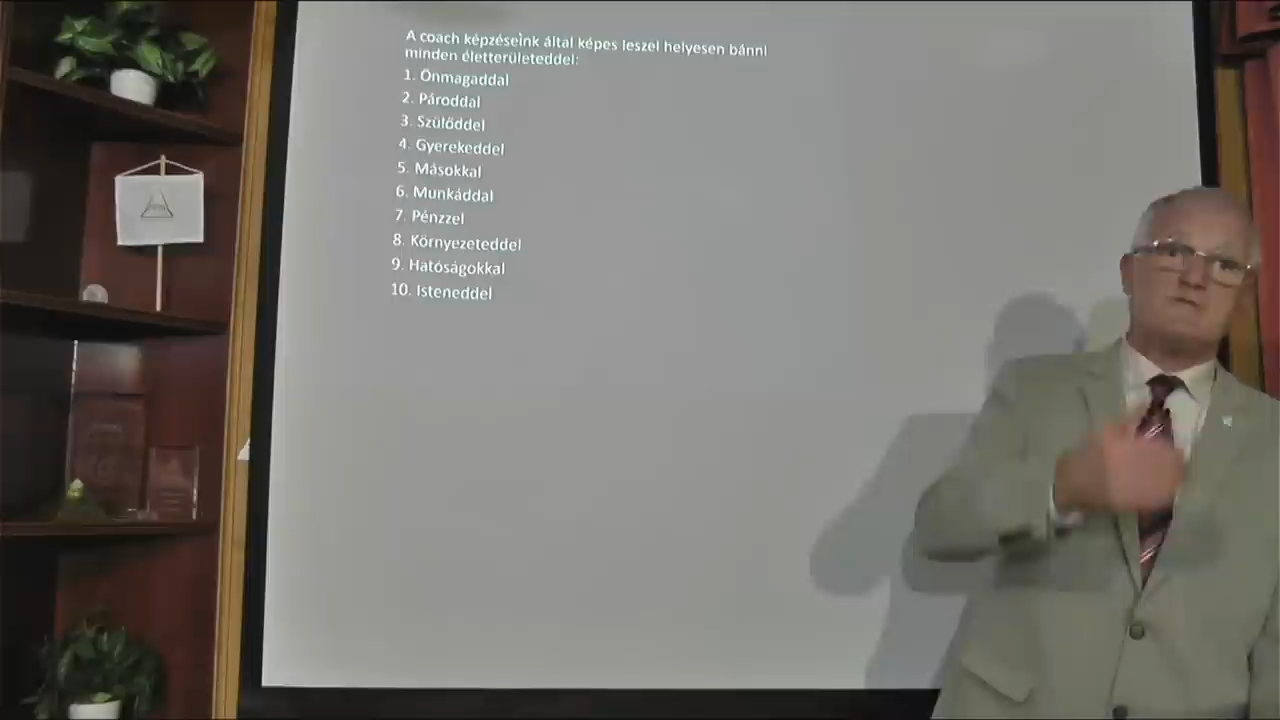 A coach képzéseink által képes leszel helyesen bánni
minden életterületeddel:
1. Önmagaddal
2. Pároddal
3. Szülőddel
4. Gyerekeddel
5. Másokkal
6. Munkáddal
7. Pénzzel
8. Környezeteddel
9. Hatóságokkal
10. Isteneddel